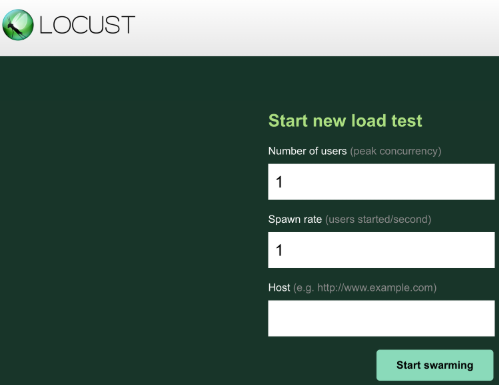 LOCUST
Start new load test
Number of users (peak concurrency)
1
Spawn rate (users started/second)
1
Host (e.g. http://www.example.com)
Start swarming